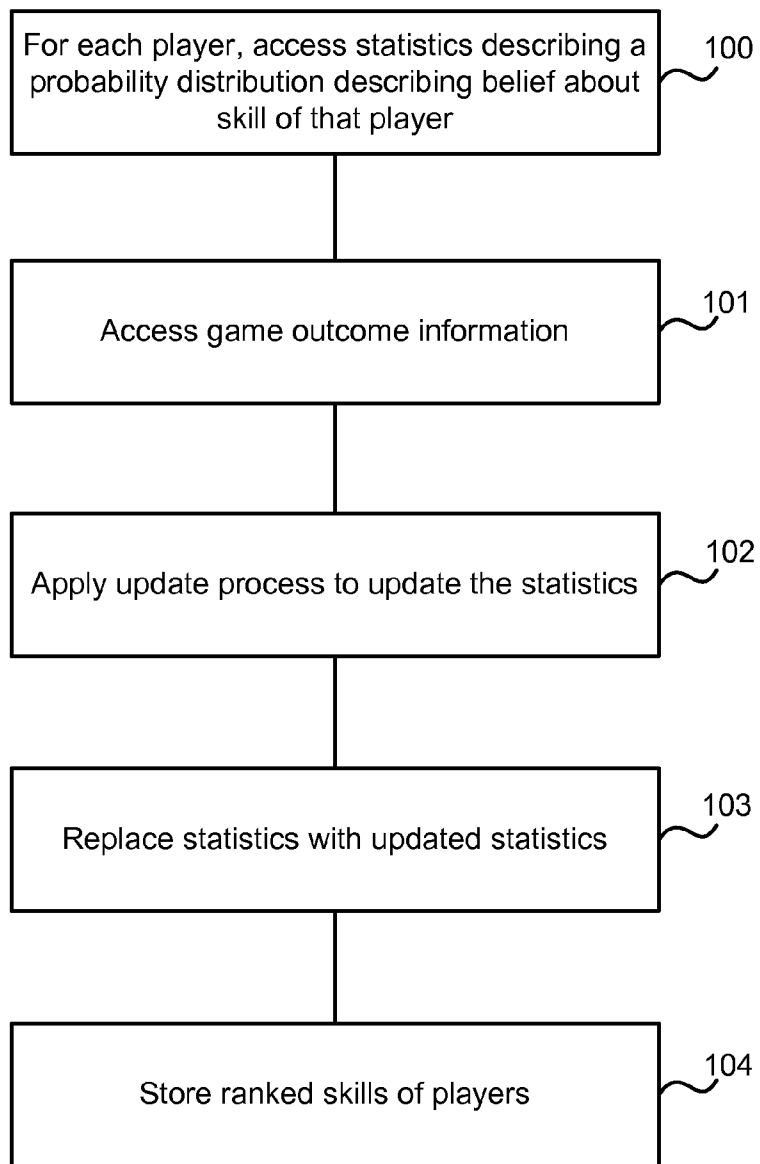 For each player, access statistics describing a
probability distribution describing belief about
skill of that player
100
Access game outcome information
101
Apply update process to update the statistics
102
Replace statistics with updated statistics
103
Store ranked skills of players
104